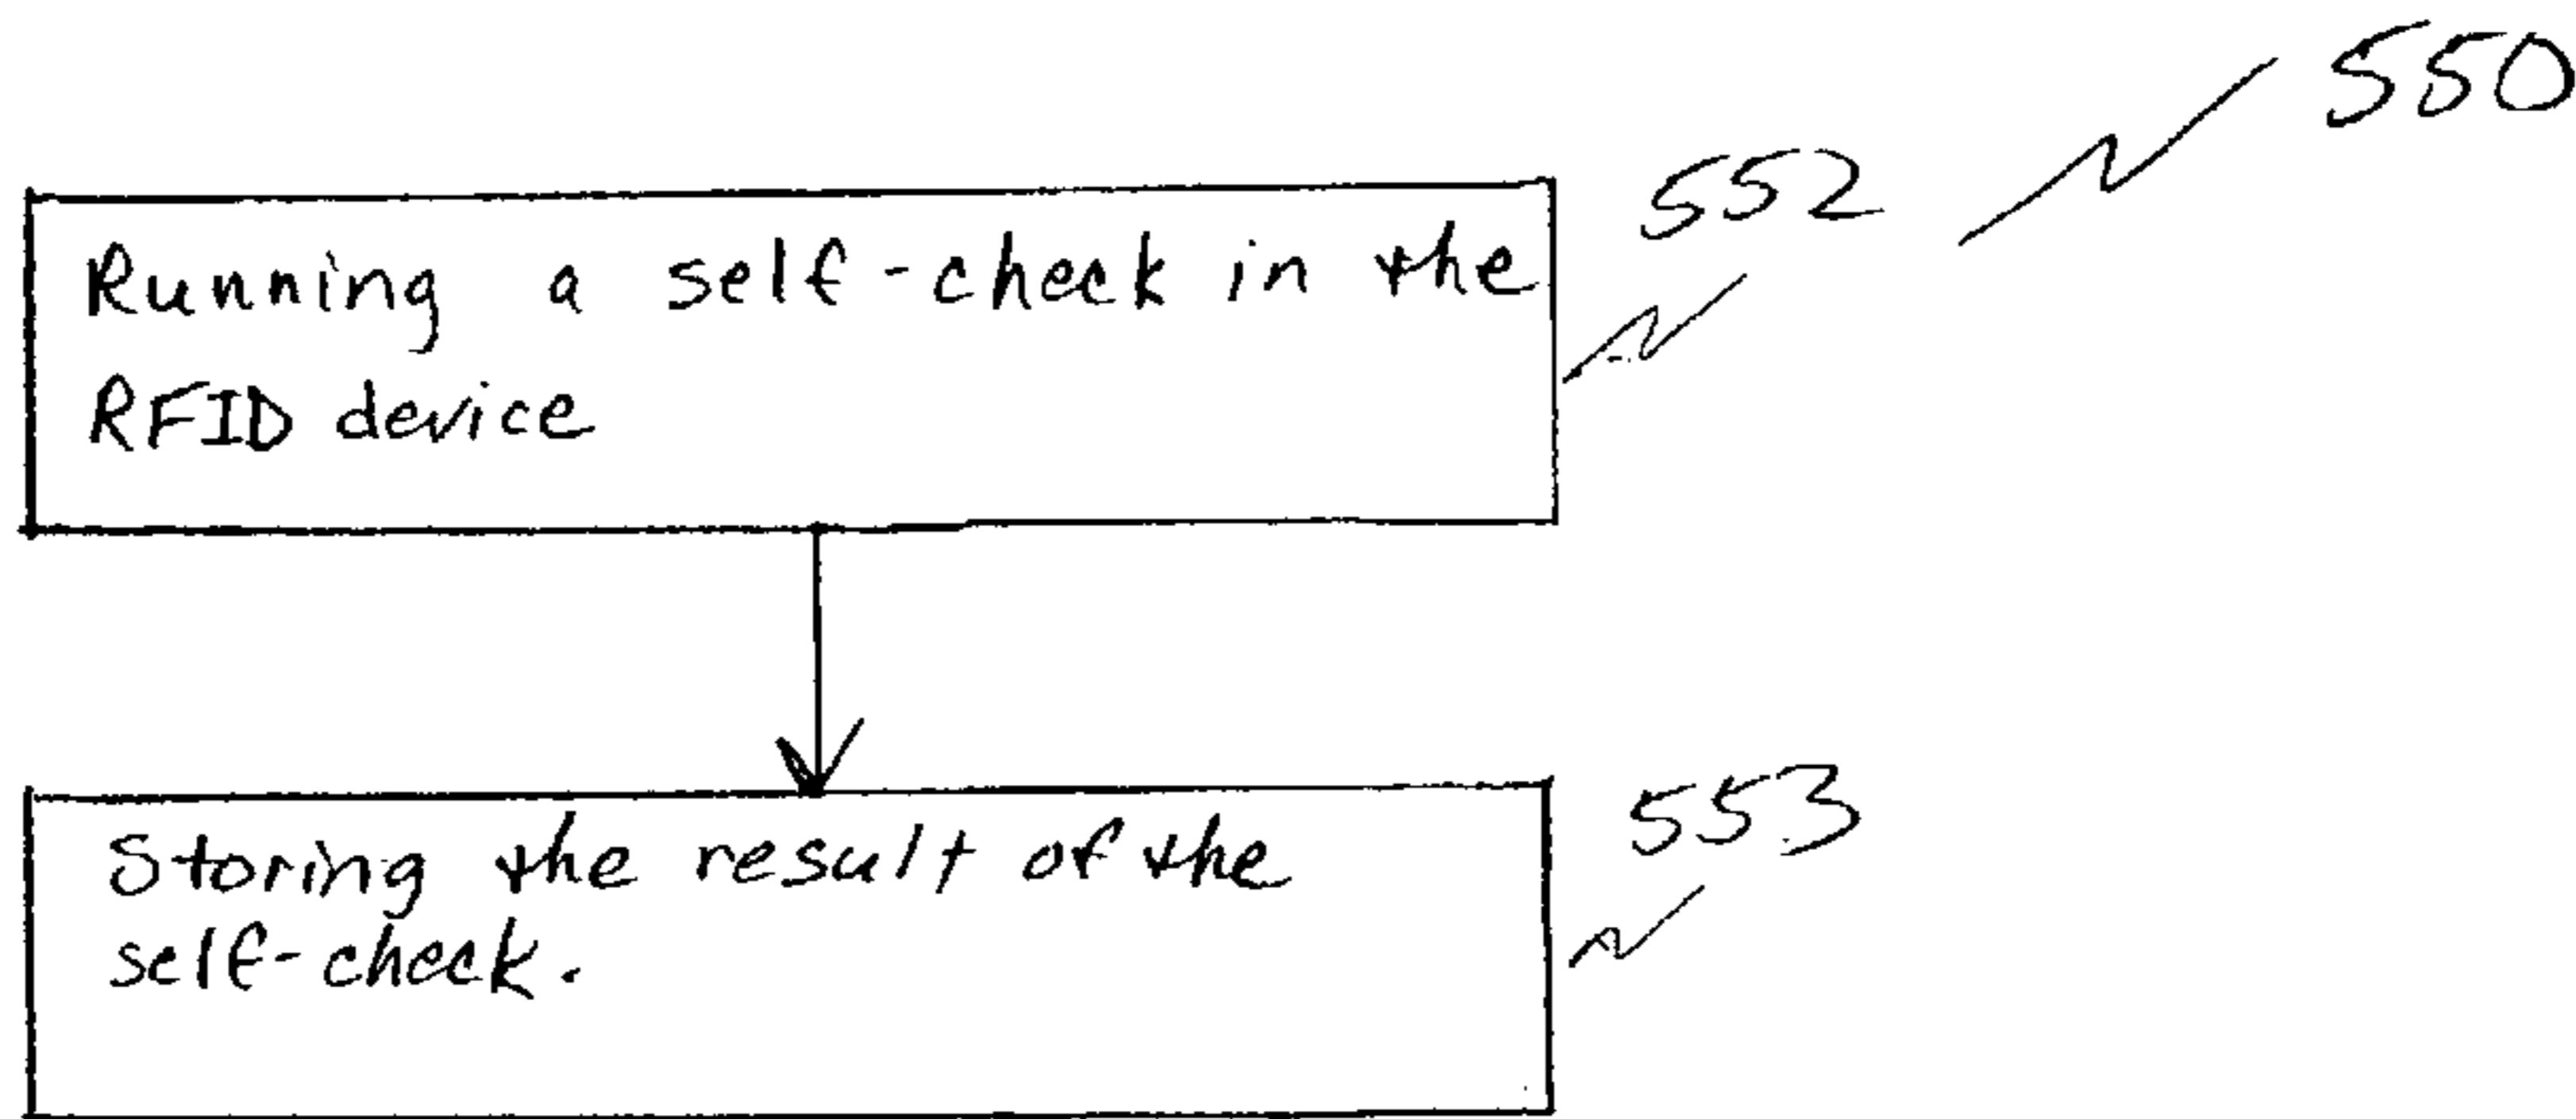 550
552
Running a self-check in the
RFID device
553
Storing the result of the
self-check.